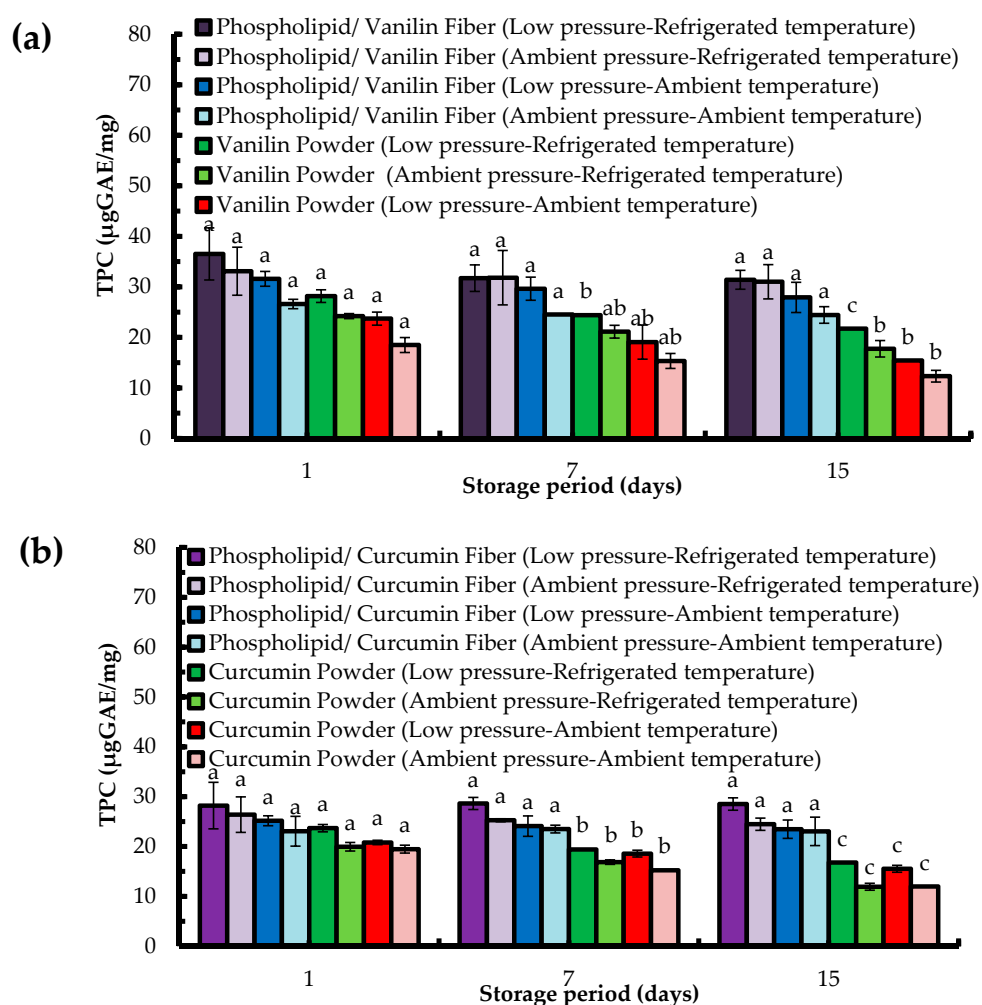 (a)
80
70
60
50
40
30
20
10
0
TPC (µgGAE/mg)
Phospholipid/ Vanilin Fiber (Low pressure-Refrigerated temperature)
Phospholipid/ Vanilin Fiber (Ambient pressure-Refrigerated temperature)
Phospholipid/ Vanilin Fiber (Low pressure-Ambient temperature)
Phospholipid/ Vanilin Fiber (Ambient pressure-Ambient temperature)
Vanilin Powder (Low pressure-Refrigerated temperature)
Vanilin Powder (Ambient pressure-Refrigerated temperature)
Vanilin Powder (Low pressure-Ambient temperature)
a a a a a a a a
a a a a b ab ab ab
a a a a c b b b
1 7 15
Storage period (days)
(b)
80
70
60
50
40
30
20
10
0
TPC (µgGAE/mg)
Phospholipid/ Curcumin Fiber (Low pressure-Refrigerated temperature)
Phospholipid/ Curcumin Fiber (Ambient pressure-Refrigerated temperature)
Phospholipid/ Curcumin Fiber (Low pressure-Ambient temperature)
Phospholipid/ Curcumin Fiber (Ambient pressure-Ambient temperature)
Curcumin Powder (Low pressure-Refrigerated temperature)
Curcumin Powder (Ambient pressure-Refrigerated temperature)
Curcumin Powder (Low pressure-Ambient temperature)
Curcumin Powder (Ambient pressure-Ambient temperature)
a a a a a a a a
a a a a b b b b
a a a a c c c c
1 7 15
Storage period (days)